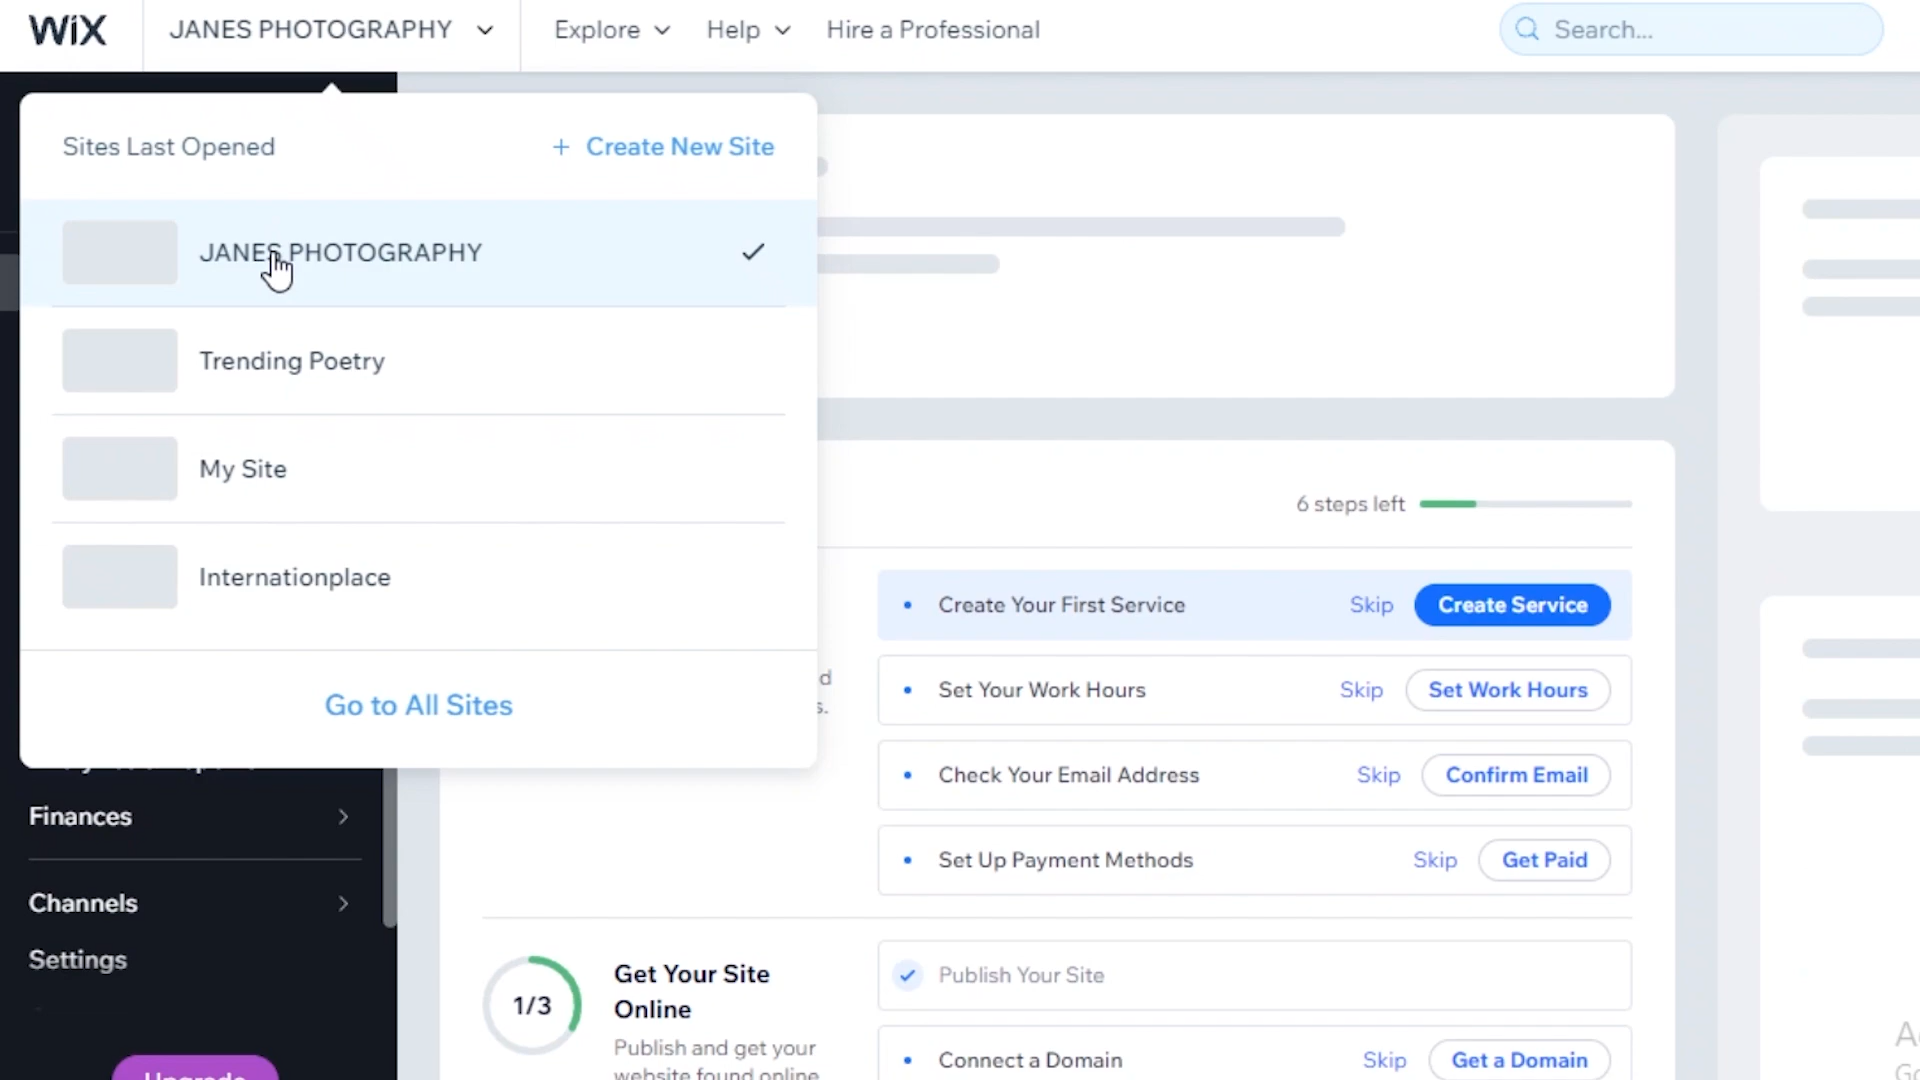 WiX
JANES PHOTOGRAPHY
Explore
Help
Hire a Professional
Search...
Sites Last Opened
+ Create New Site
JANES PHOTOGRAPHY
Trending Poetry
My Site
Internationplace
Go to All Sites
6 steps left
Create Your First Service
Skip
Create Service
d
s.
Set Your Work Hours
Skip
Set Work Hours
Check Your Email Address
Skip
Confirm Email
Set Up Payment Methods
Skip
Get Paid
Finances
Channels
Settings
Upgrade
1/3
Get Your Site
Online
Publish and get your
website found online
Publish Your Site
Connect a Domain
Skip
Get a Domain